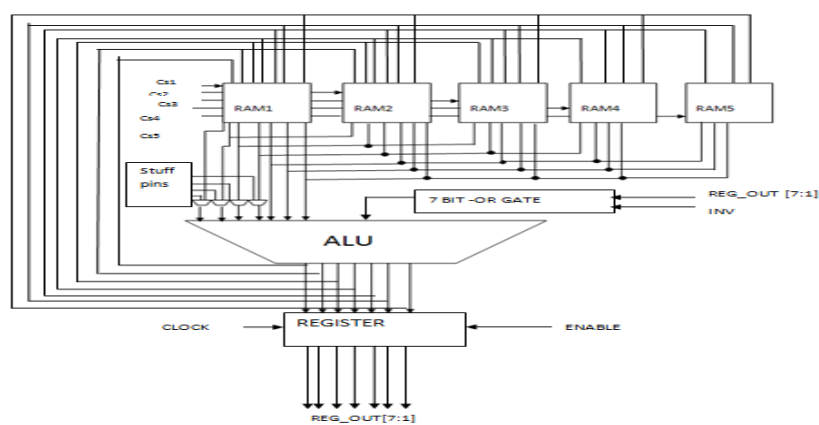 Cs1
Cs3
Cs4
Cs5
RAM1
RAM2
RAM3
RAM4
RAM5
Stuff
pins
7 BIT -OR GATE
REG_OUT [7:1]
INV
ALU
CLOCK
REGISTER
ENABLE
REG_OUT[7:1]